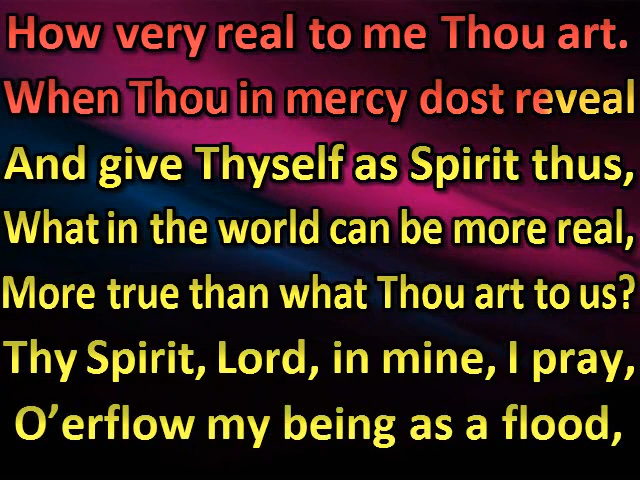 How very real to me Thou art.
When Thou in mercy dost reveal
And give Thyself as Spirit thus,
What in the world can be more real,
More true than what Thou art to us?
Thy Spirit, Lord, in mine, I pray,
O’erflow my being as a flood,